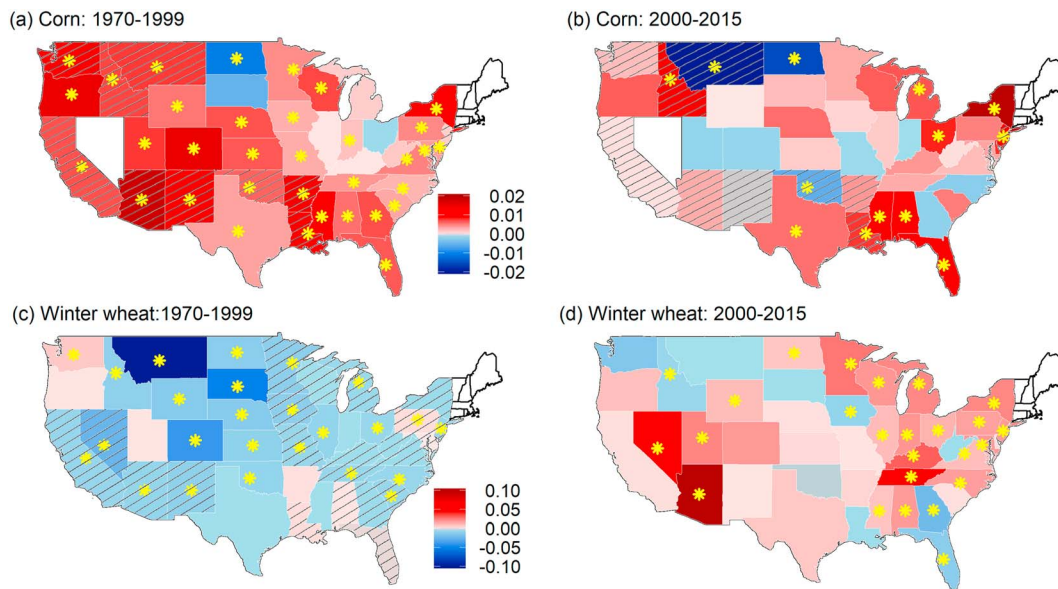 (a) Corn: 1970-1999
(b) Corn: 2000-2015
0.02
0.01
0.00
-0.01
-0.02
(c) Winter wheat:1970-1999
(d) Winter wheat: 2000-2015
0.10
0.05
0.00
-0.05
-0.10